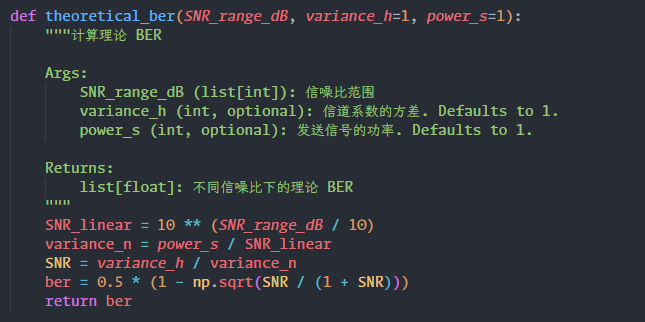 def theoretical_ber(SNR_range_dB, variance_h=1, power_s=1):
    """计算理论 BER

    Args:
        SNR_range_dB (list[int]): 信噪比范围
        variance_h (int, optional): 信道系数的方差. Defaults to 1.
        power_s (int, optional): 发送信号的功率. Defaults to 1.

    Returns:
        list[float]: 不同信噪比下的理论 BER
    """
    SNR_linear = 10 ** (SNR_range_dB / 10)
    variance_n = power_s / SNR_linear
    SNR = variance_h / variance_n
    ber = 0.5 * (1 - np.sqrt(SNR / (1 + SNR)))
    return ber